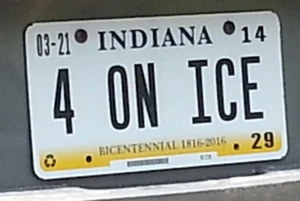 03-21 INDIANA 14
4 ON ICE
BICENTENNIAL 1816-2016 29